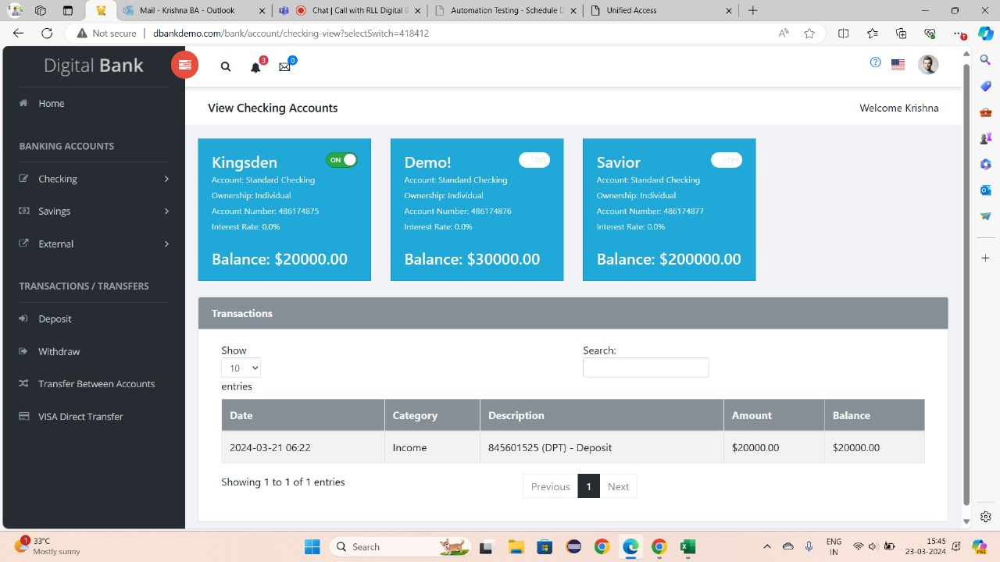 Mail - Krishna BA - Outlook
Chat | Call with RLL Digital B
Automation Testing - Schedule D
Unified Access
Not secure
dbankdemo.com/bank/account/checking-view?selectSwitch=418412
Digital Bank
3
0
Home
View Checking Accounts
Welcome Krishna
BANKING ACCOUNTS
Checking
Savings
External
TRANSACTIONS / TRANSFERS
Deposit
Withdraw
Transfer Between Accounts
VISA Direct Transfer
Kingsden
ON
Account: Standard Checking
Ownership: Individual
Account Number: 486174875
Interest Rate: 0.0%
Balance: $20000.00
Demo!
OFF
Account: Standard Checking
Ownership: Individual
Account Number: 486174876
Interest Rate: 0.0%
Balance: $30000.00
Savior
OFF
Account: Standard Checking
Ownership: Individual
Account Number: 486174877
Interest Rate: 0.0%
Balance: $200000.00
Transactions
Show
10
entries
Search:
Date Category Description Amount Balance
2024-03-21 06:22 Income 845601525 (DPT) - Deposit $20000.00 $20000.00
Showing 1 to 1 of 1 entries
Previous 1 Next
1
33°C
Mostly sunny
Search
ENG
IN
15:45
23-03-2024
PRE